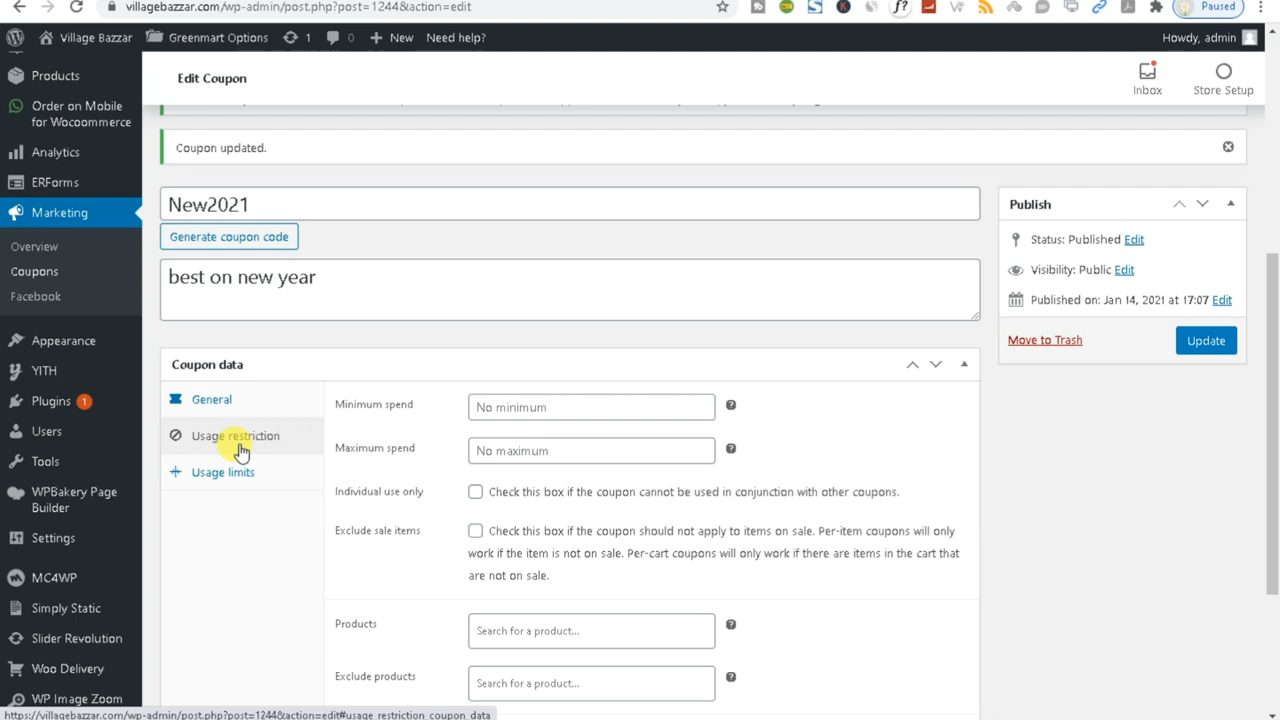 villagebazzar.com/wp-admin/post.php?post=1244&action=edit
Paused
Village Bazzar
Greenmart Options
1
0
New
Need help?
Howdy, admin
Products
Order on Mobile
for Wocoommerce
Analytics
ERForms
Marketing
Overview
Coupons
Facebook
Appearance
YITH
Plugins 1
Users
Tools
WPBakery Page
Builder
Settings
MC4WP
Simply Static
Slider Revolution
Woo Delivery
WP Image Zoom
Edit Coupon
Inbox
Store Setup
Coupon updated.
New2021
Generate coupon code
best on new year
Publish
Status: Published Edit
Visibility: Public Edit
Published on: Jan 14, 2021 at 17:07 Edit
Move to Trash
Update
Coupon data
General
Usage restriction
Usage limits
Minimum spend
No minimum
Maximum spend
No maximum
Individual use only
Check this box if the coupon cannot be used in conjunction with other coupons.
Exclude sale items
Check this box if the coupon should not apply to items on sale. Per-item coupons will only
work if the item is not on sale. Per-cart coupons will only work if there are items in the cart that
are not on sale.
Products
Search for a product...
Exclude products
Search for a product...
https://villagebazzar.com/wp-admin/post.php?post=1244&action=edit#usage_restriction_coupon_data